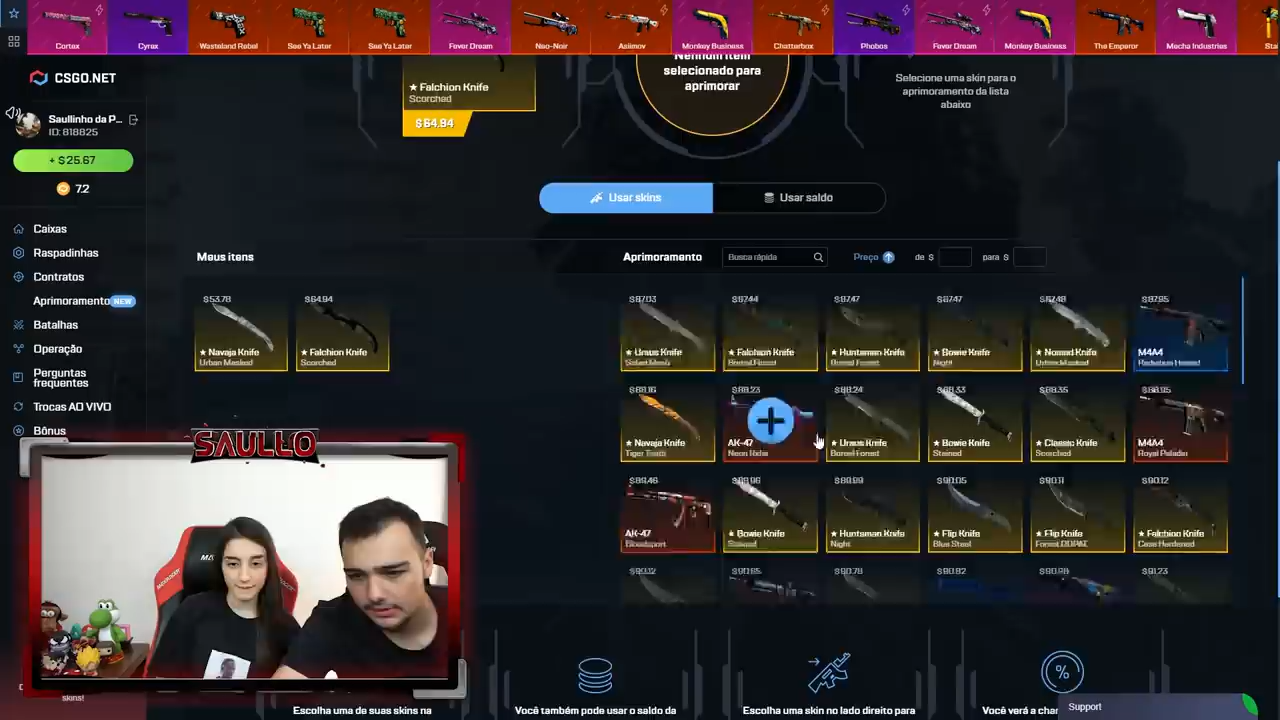 Cortex
Cyrex
Wasteland Rebel
See Ya Later
See Ya Later
Fever Dream
Neo-Noir
Asiimov
Monkey Business
Chatterbox
Phobos
Fever Dream
Monkey Business
The Emperor
Mecha Industries
CSGO.NET
Saullinho da P...
ID: 818825
+ $25.67
7.2
Caixas
Raspadinhas
Contratos
Aprimoramento NEW
Batalhas
Operação
Perguntas
frequentes
Trocas AO VIVO
Bônus
★ Falchion Knife
Scorched
$64.94
Nenhum item
selecionado para
aprimorar
Selecione uma skin para o
aprimoramento da lista
abaixo
Usar skins
Usar saldo
Meus itens
Aprimoramento
Busca rápida
Preço
de $
para $
$53.78
★ Navaja Knife
Urban Masked
$64.94
★ Falchion Knife
Scorched
★ Ursus Knife
★ Falchion Knife
★ Huntsman Knife
★ Bowie Knife
Night
★ Nomad Knife
M4A4
★ Navaja Knife
Tiger Tooth
AK-47
Neon Rider
★ Ursus Knife
Boreal Forest
★ Bowie Knife
Stained
★ Classic Knife
Scorched
M4A4
Royal Paladin
AK-47
Bloodsport
★ Bowie Knife
★ Huntsman Knife
Night
★ Flip Knife
Blue Steel
★ Flip Knife
★ Falchion Knife
Case Hardened
SAULLO
skins!
Escolha uma de suas skins na
Você também pode usar o saldo da
Escolha uma skin no lado direito para
Você verá a chan
Support